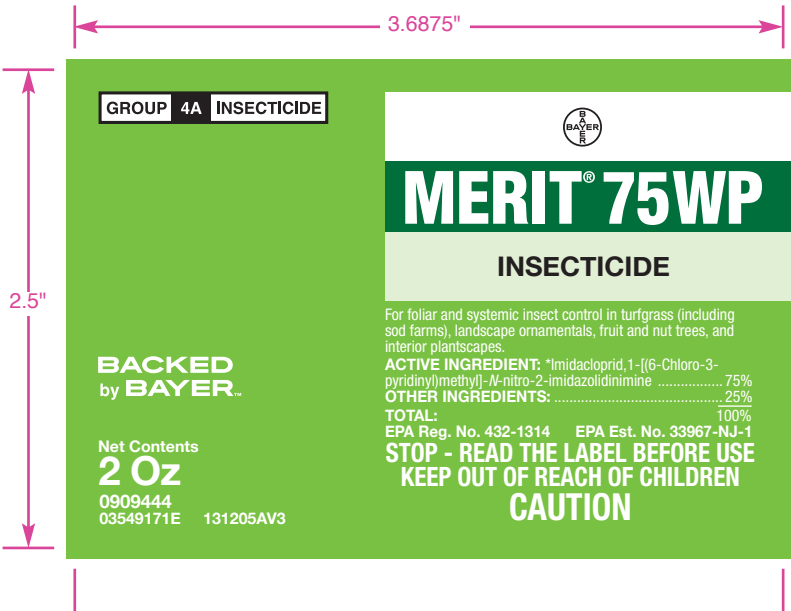 3.6875"
2.5"
GROUP 4A INSECTICIDE
BACKED
by BAYER™
Net Contents
2 Oz
0909444
03549171E 131205AV3
BAYER
BAYER
MERIT® 75 WP
INSECTICIDE
For foliar and systemic insect control in turfgrass (including
sod farms), landscape ornamentals, fruit and nut trees, and
interior plantscapes.
ACTIVE INGREDIENT: *Imidacloprid,1-[(6-Chloro-3-
pyridinyl)methyl]-N-nitro-2-imidazolidinimine ................. 75%
OTHER INGREDIENTS: .......................................... 25%
TOTAL: 100%
EPA Reg. No. 432-1314 EPA Est. No. 33967-NJ-1
STOP - READ THE LABEL BEFORE USE
KEEP OUT OF REACH OF CHILDREN
CAUTION